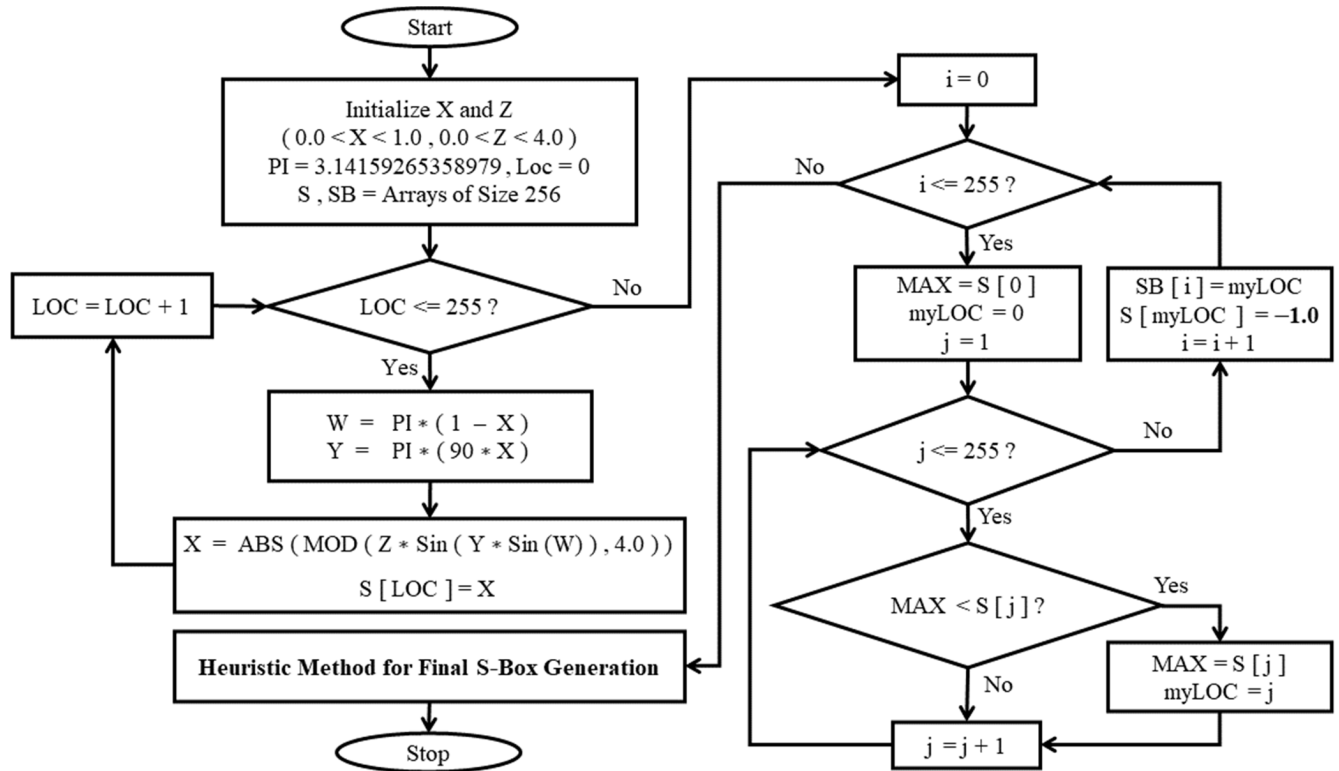 Start
Initialize X and Z
( 0.0 < X < 1.0 , 0.0 < Z < 4.0 )
PI = 3.14159265358979 , Loc = 0
S , SB = Arrays of Size 256
LOC <= 255 ?
No
Yes
LOC = LOC + 1
W = PI * ( 1 – X )
Y = PI * ( 90 * X )
X = ABS ( MOD ( Z * Sin ( Y * Sin ( W ) ) , 4.0 ) )
S [ LOC ] = X
i = 0
i <= 255 ?
No
Yes
MAX = S [ 0 ]
myLOC = 0
j = 1
j <= 255 ?
No
Yes
SB [ i ] = myLOC
S [ myLOC ] = –1.0
i = i + 1
MAX < S [ j ] ?
Yes
No
MAX = S [ j ]
myLOC = j
j = j + 1
Heuristic Method for Final S-Box Generation
Stop